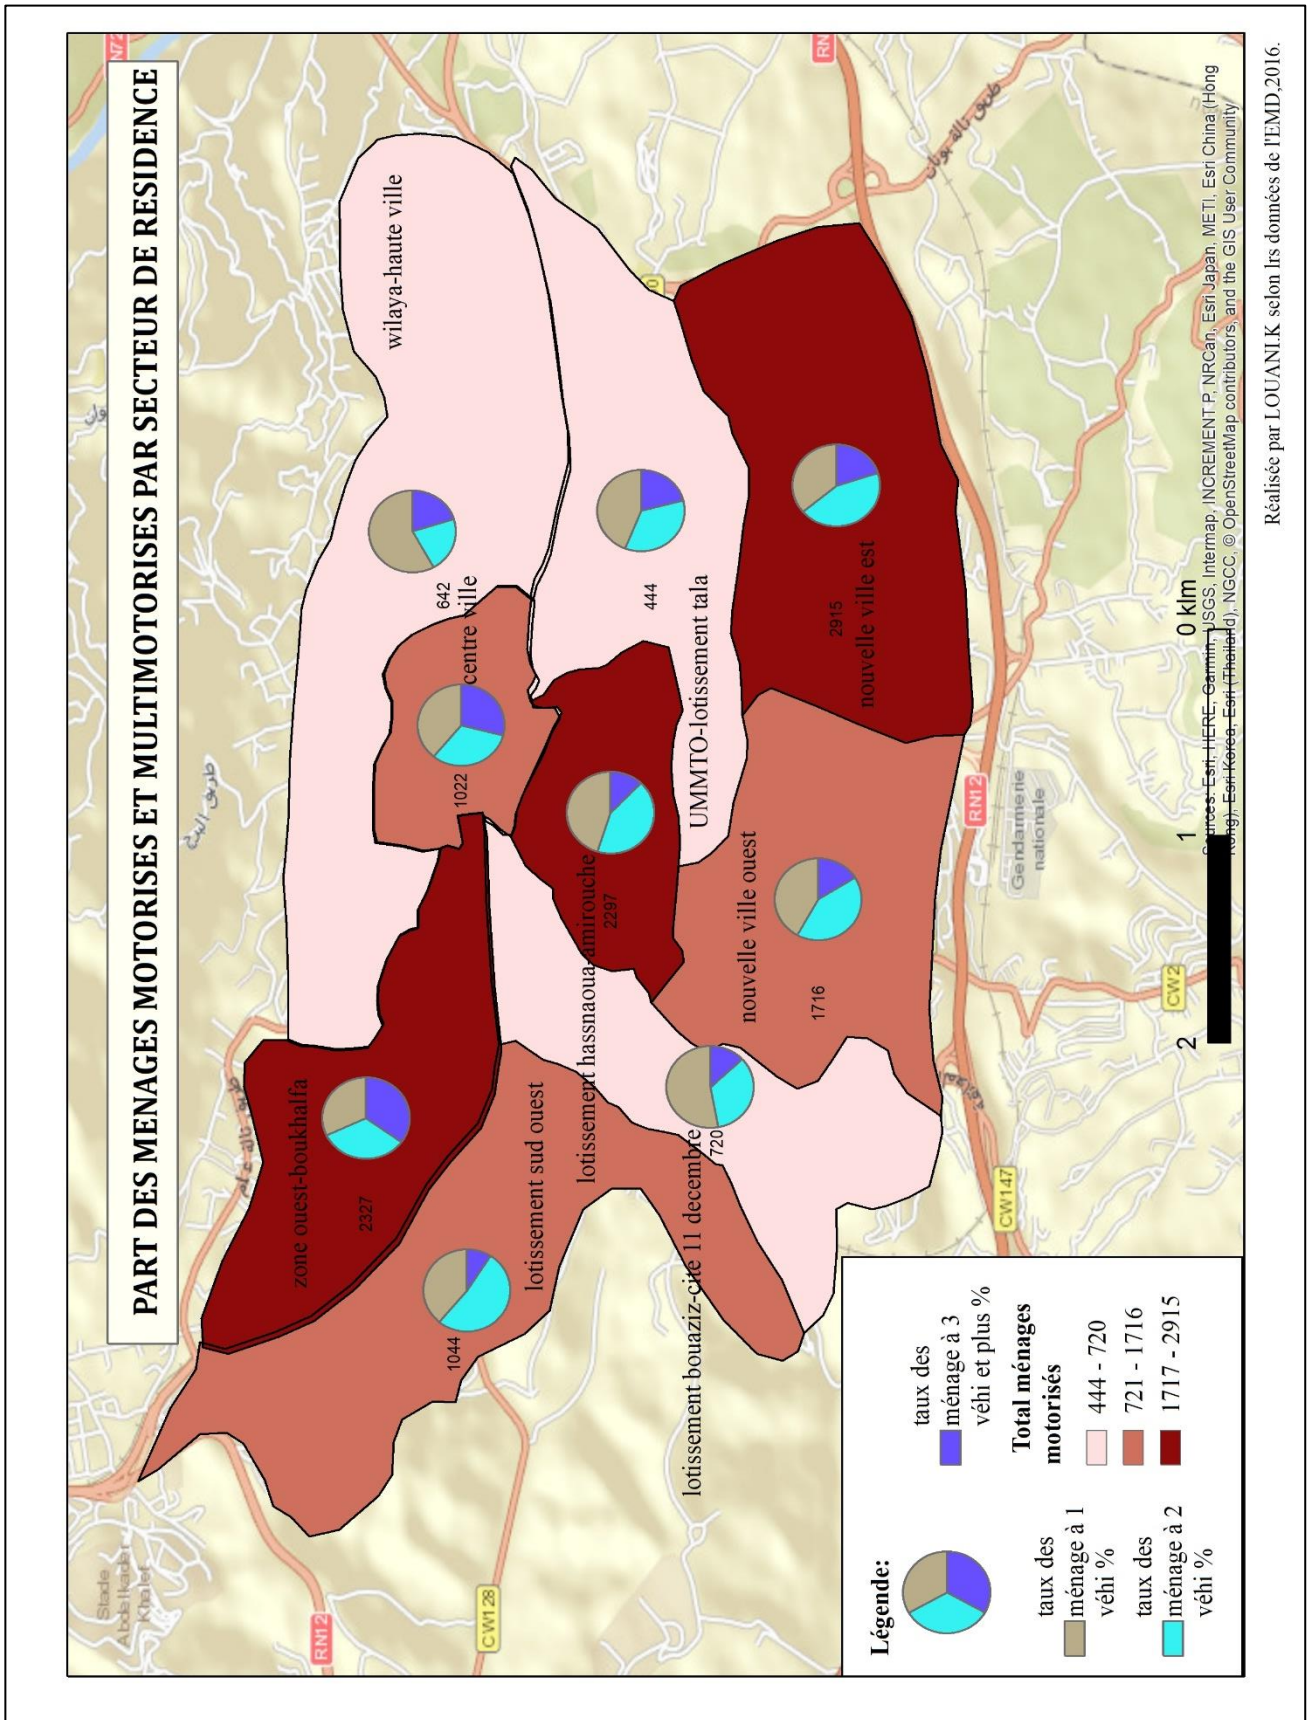 PART DES MENAGES MOTORISES ET MULTIMOTORISES PAR SECTEUR DE RESIDENCE
Stade
Abdelkader
Khalef
RN12
CW128
zone ouest-boukhalfa
2327
1044
lotissement sud ouest
lotissement hassnaoua-amirouche
2297
lotissement bouaziz-cite 11 decembre
720
wilaya-haute ville
642
centre ville
1022
444
UMMTO-lotissement tala
nouvelle ville ouest
1716
2915
nouvelle ville est
N72
RN
RN12
Gendarmerie
nationale
CW2
CW147
Légende:
taux des
ménage à 1
véhi %
taux des
ménage à 2
véhi %
taux des
ménage à 3
véhi et plus %
Total ménages
motorisés
444 - 720
721 - 1716
1717 - 2915
2 1 0 klm
Sources: Esri, HERE, Garmin, USGS, Intermap, INCREMENT P, NRCan, Esri Japan, METI, Esri China (Hong
Kong), Esri Korea, Esri (Thailand), NGCC, © OpenStreetMap contributors, and the GIS User Community
Réalisée par LOUANI.K selon lrs données de l'EMD,2016.